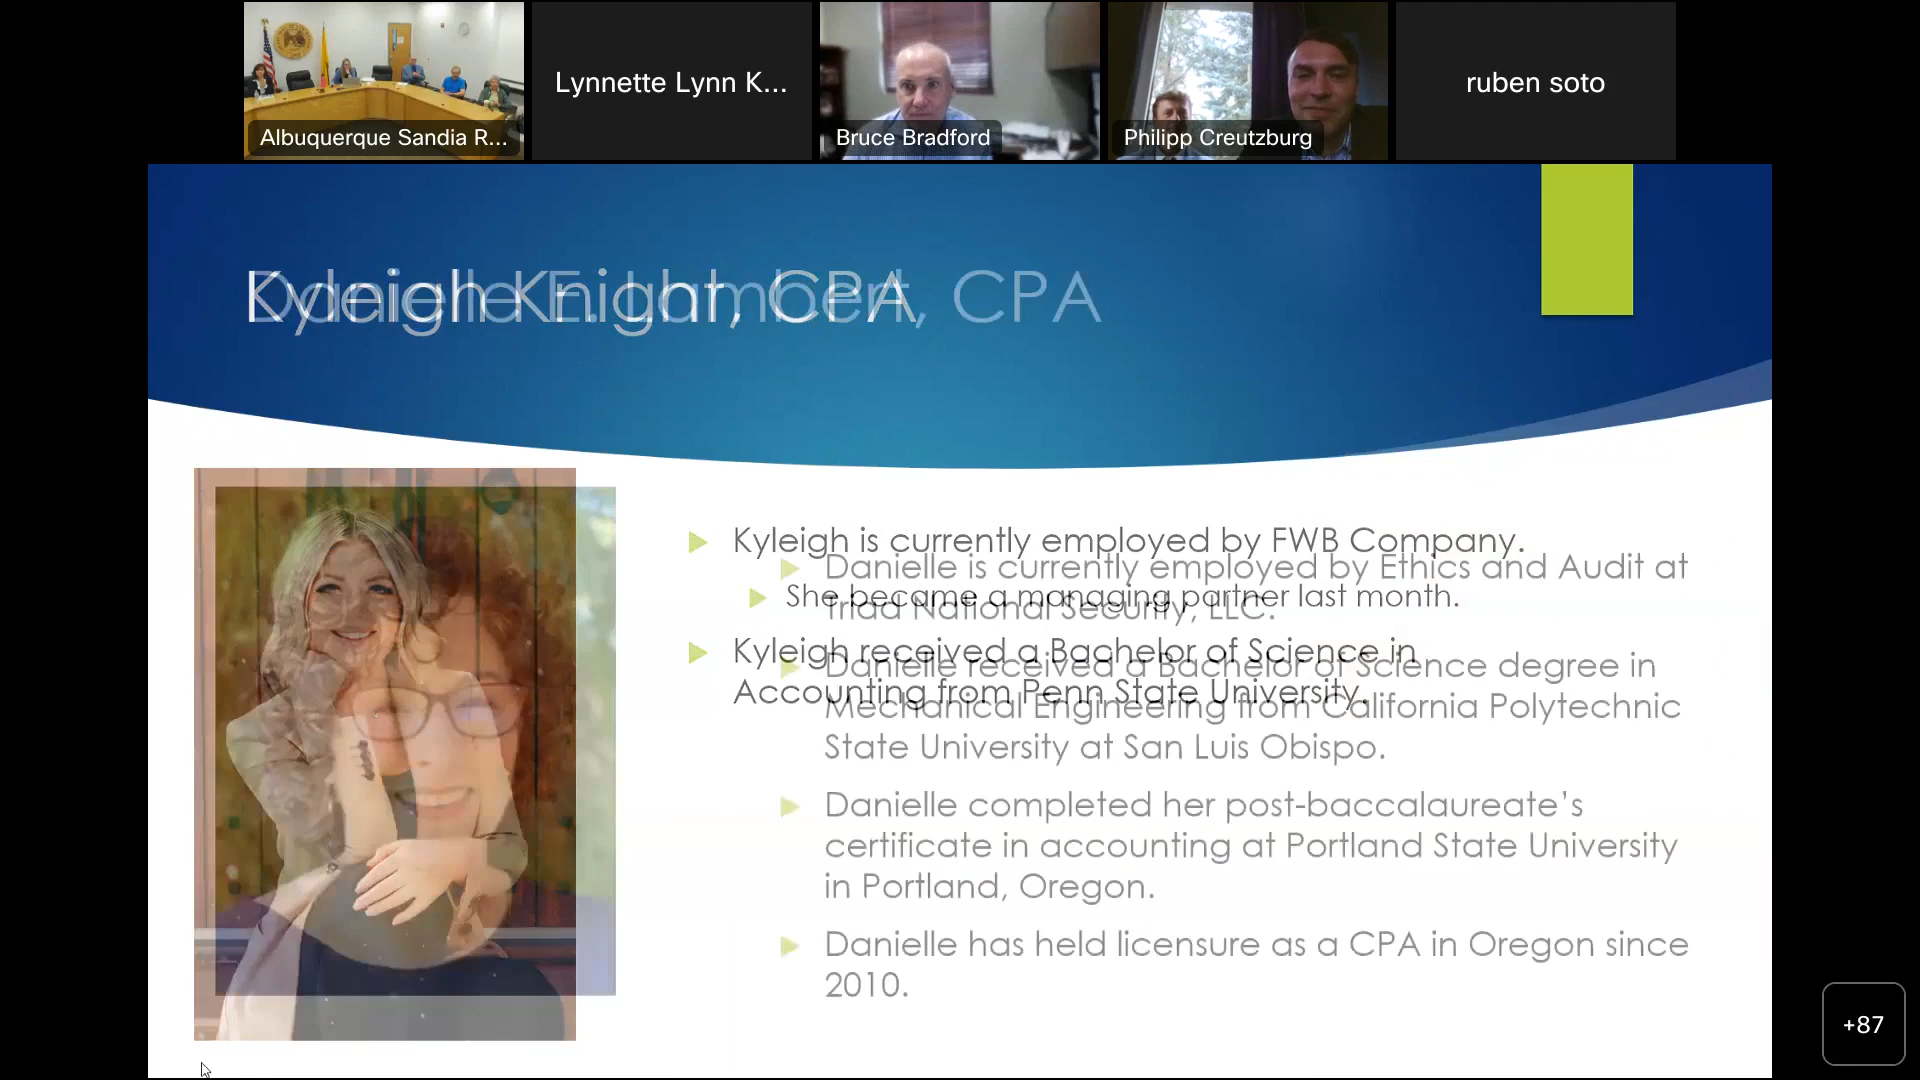 Albuquerque Sandia R...
Lynnette Lynn K...
Bruce Bradford
Philipp Creutzburg
ruben soto
Kyleigh Knight, CPA
Danielle E. Lambert, CPA
Kyleigh is currently employed by FWB Company.
She became a managing partner last month.
Kyleigh received a Bachelor of Science in
Accounting from Penn State University.
Danielle is currently employed by Ethics and Audit at
Triad National Security, LLC.
Danielle received a Bachelor of Science degree in
Mechanical Engineering from California Polytechnic
State University at San Luis Obispo.
Danielle completed her post-baccalaureate’s
certificate in accounting at Portland State University
in Portland, Oregon.
Danielle has held licensure as a CPA in Oregon since
2010.
+87